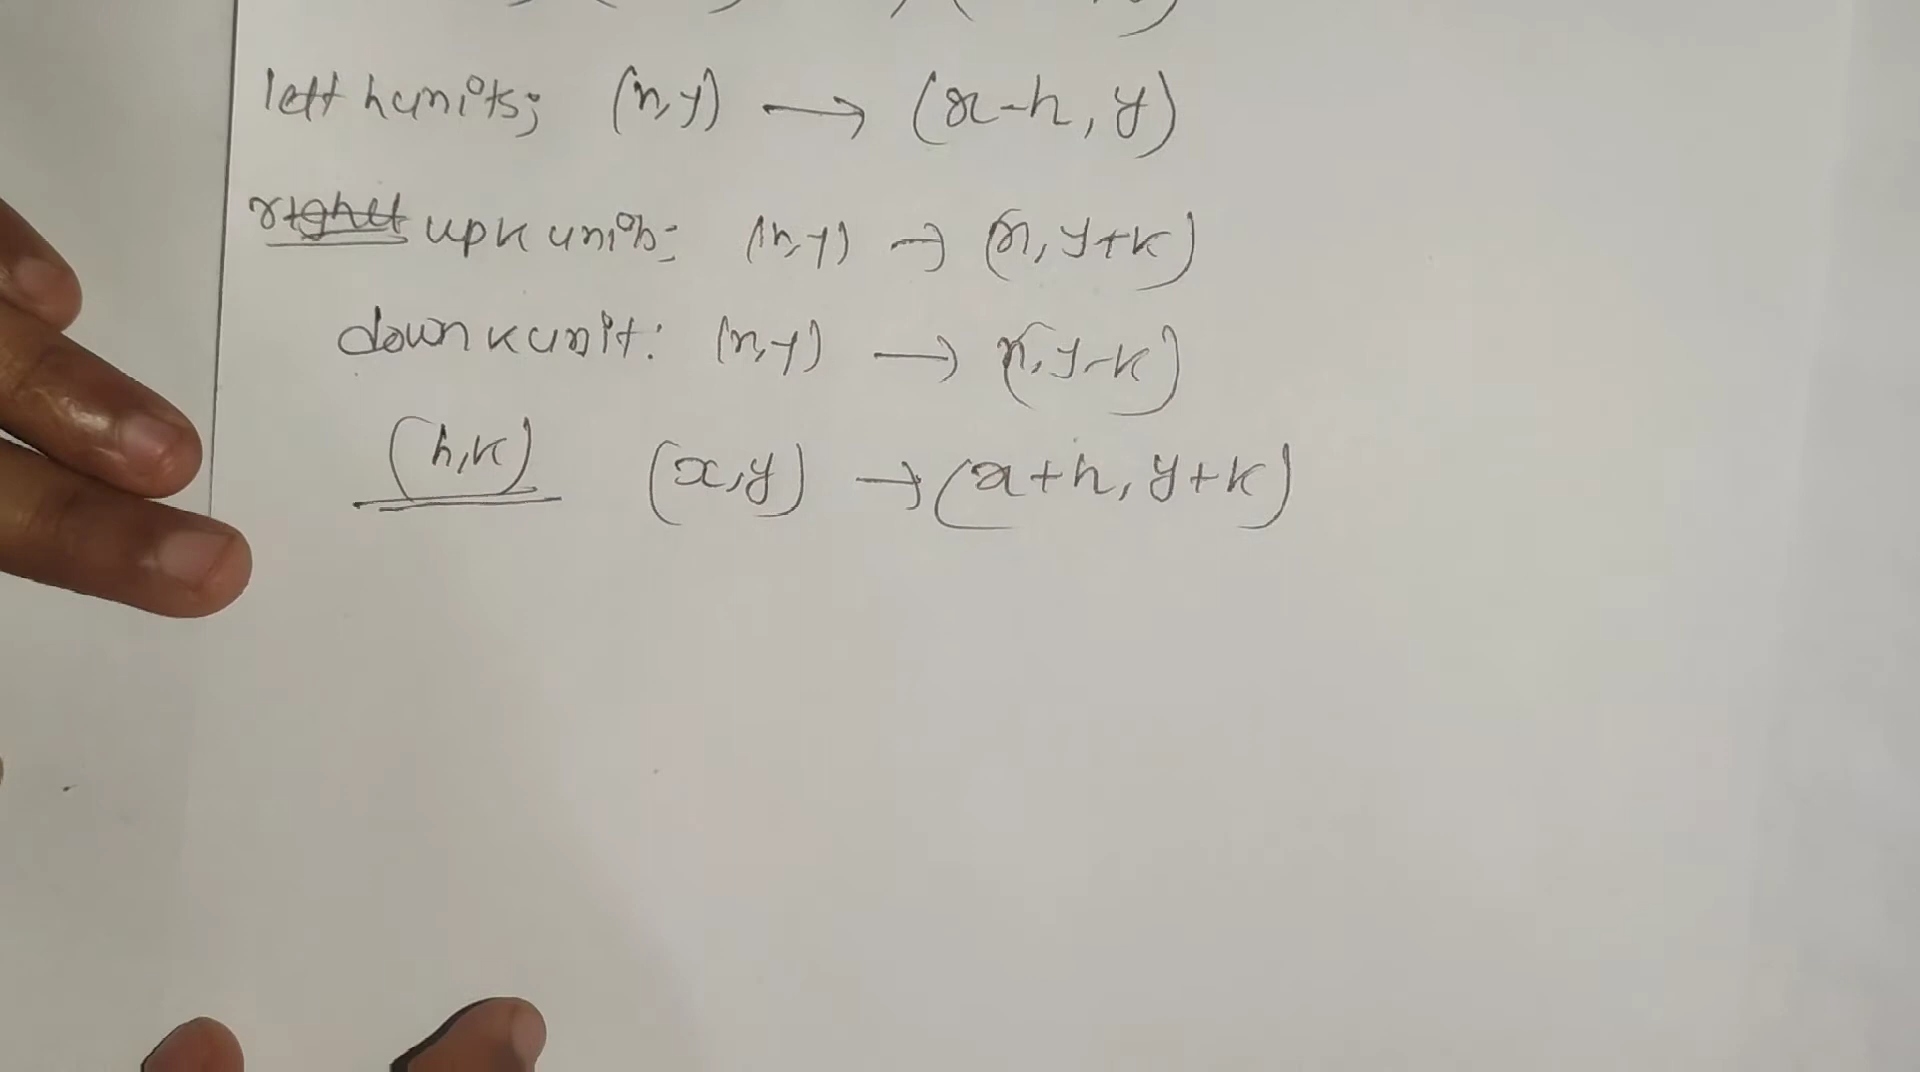 left h units; (x,y) → (x-h, y)
right up k units: (x,y) → (x, y+k)
down k unit: (x,y) → (x, y-k)
(h,k) (x,y) → (x+h, y+k)